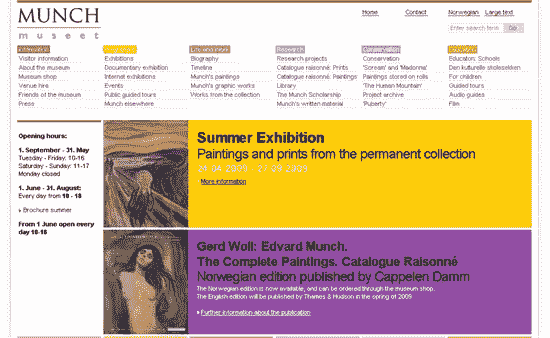 MUNCH
museet
Home
Contact
Norwegian
Large text
Enter search term
Go
Information
Visitor information
About the museum
Museum shop
Venue hire
Friends of the museum
Press
Exhibitions
Documentary exhibition
Internet exhibitions
Events
Public guided tours
Munch elsewhere
Life and work
Biography
Timeline
Munch's paintings
Munch's graphic works
Works from the collection
Research
Research projects
Catalogue raisonné: Prints
Catalogue raisonné: Paintings
Library
The Munch Scholarship
Munch's written material
Conservation
Conservation
'Scream' and 'Madonna'
Paintings stored on rolls
'The Human Mountain'
Project archive
'Puberty'
Educators: Schools
Den kulturelle skolesekken
For children
Guided tours
Audio guides
Film
Opening hours:
1. September - 31. May
Tuesday - Friday: 10-16
Saturday - Sunday: 11-17
Monday closed
1. June - 31. August:
Every day from 10 - 18
Brochure summer
From 1 June open every
day 10-18
Summer Exhibition
Paintings and prints from the permanent collection
More information
Gerd Woll: Edvard Munch.
The Complete Paintings. Catalogue Raisonné
Norwegian edition published by Cappelen Damm
The Norwegian edition is now available, and can be ordered through the museum shop.
The English edition will be published by Thames & Hudson in the spring of 2009
Further information about the publication